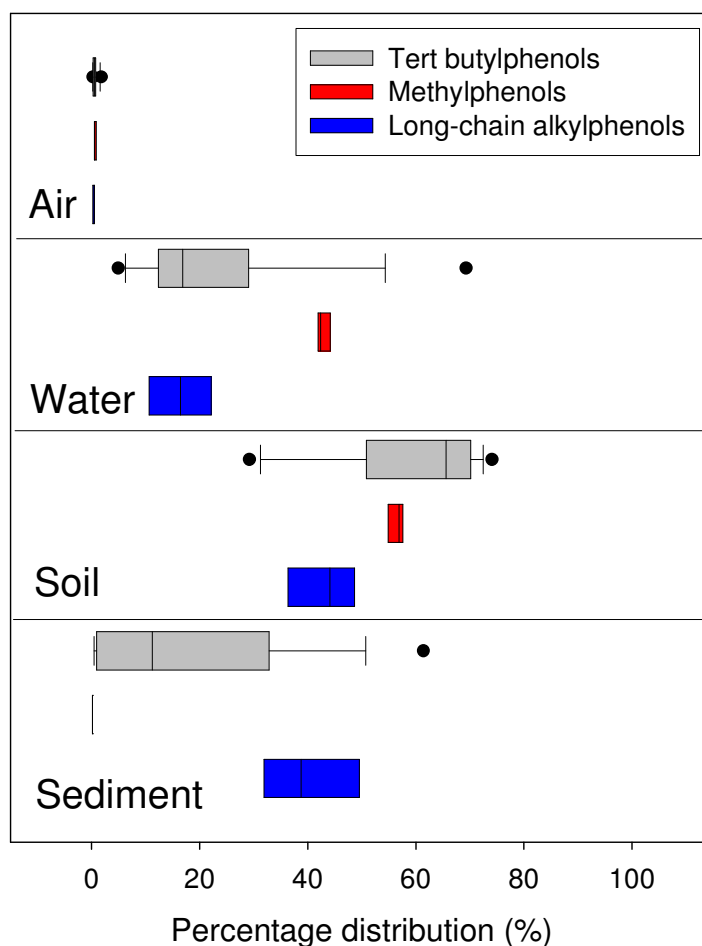 Tert butylphenols
Methylphenols
Long-chain alkylphenols
Air
Water
Soil
Sediment
0 20 40 60 80 100
Percentage distribution (%)